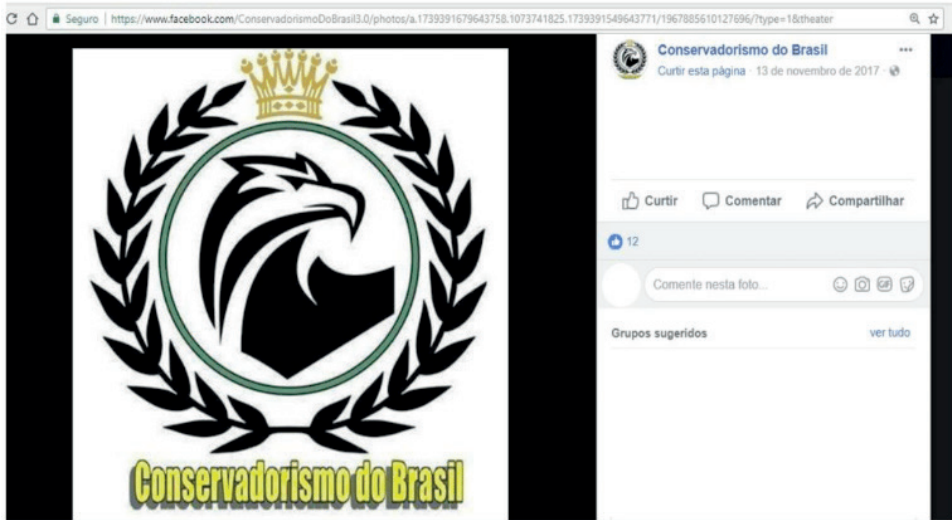 Seguro | https://www.facebook.com/ConservadorismoDoBrasil3.0/photos/a.1739391679643758.1073741825.1739391549643771/1967885610127696/?type=1&theater
Conservadorismo do Brasil
Curtir esta página · 13 de novembro de 2017 ·
Curtir Comentar Compartilhar
12
Comente nesta foto...
GIF
Grupos sugeridos ver tudo
Conservadorismo do Brasil